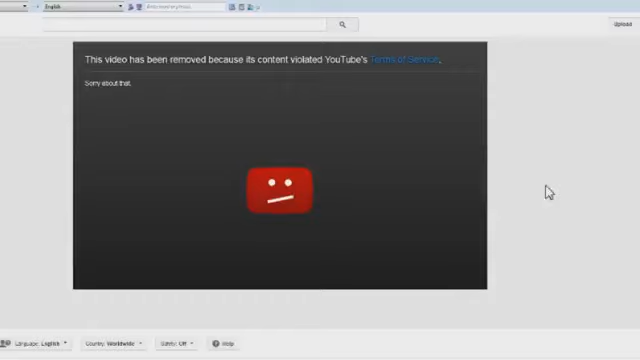 English
Upload
This video has been removed because its content violated YouTube's Terms of Service.
Sorry about that.
Language: English
Country: Worldwide
Safety: Off
Help